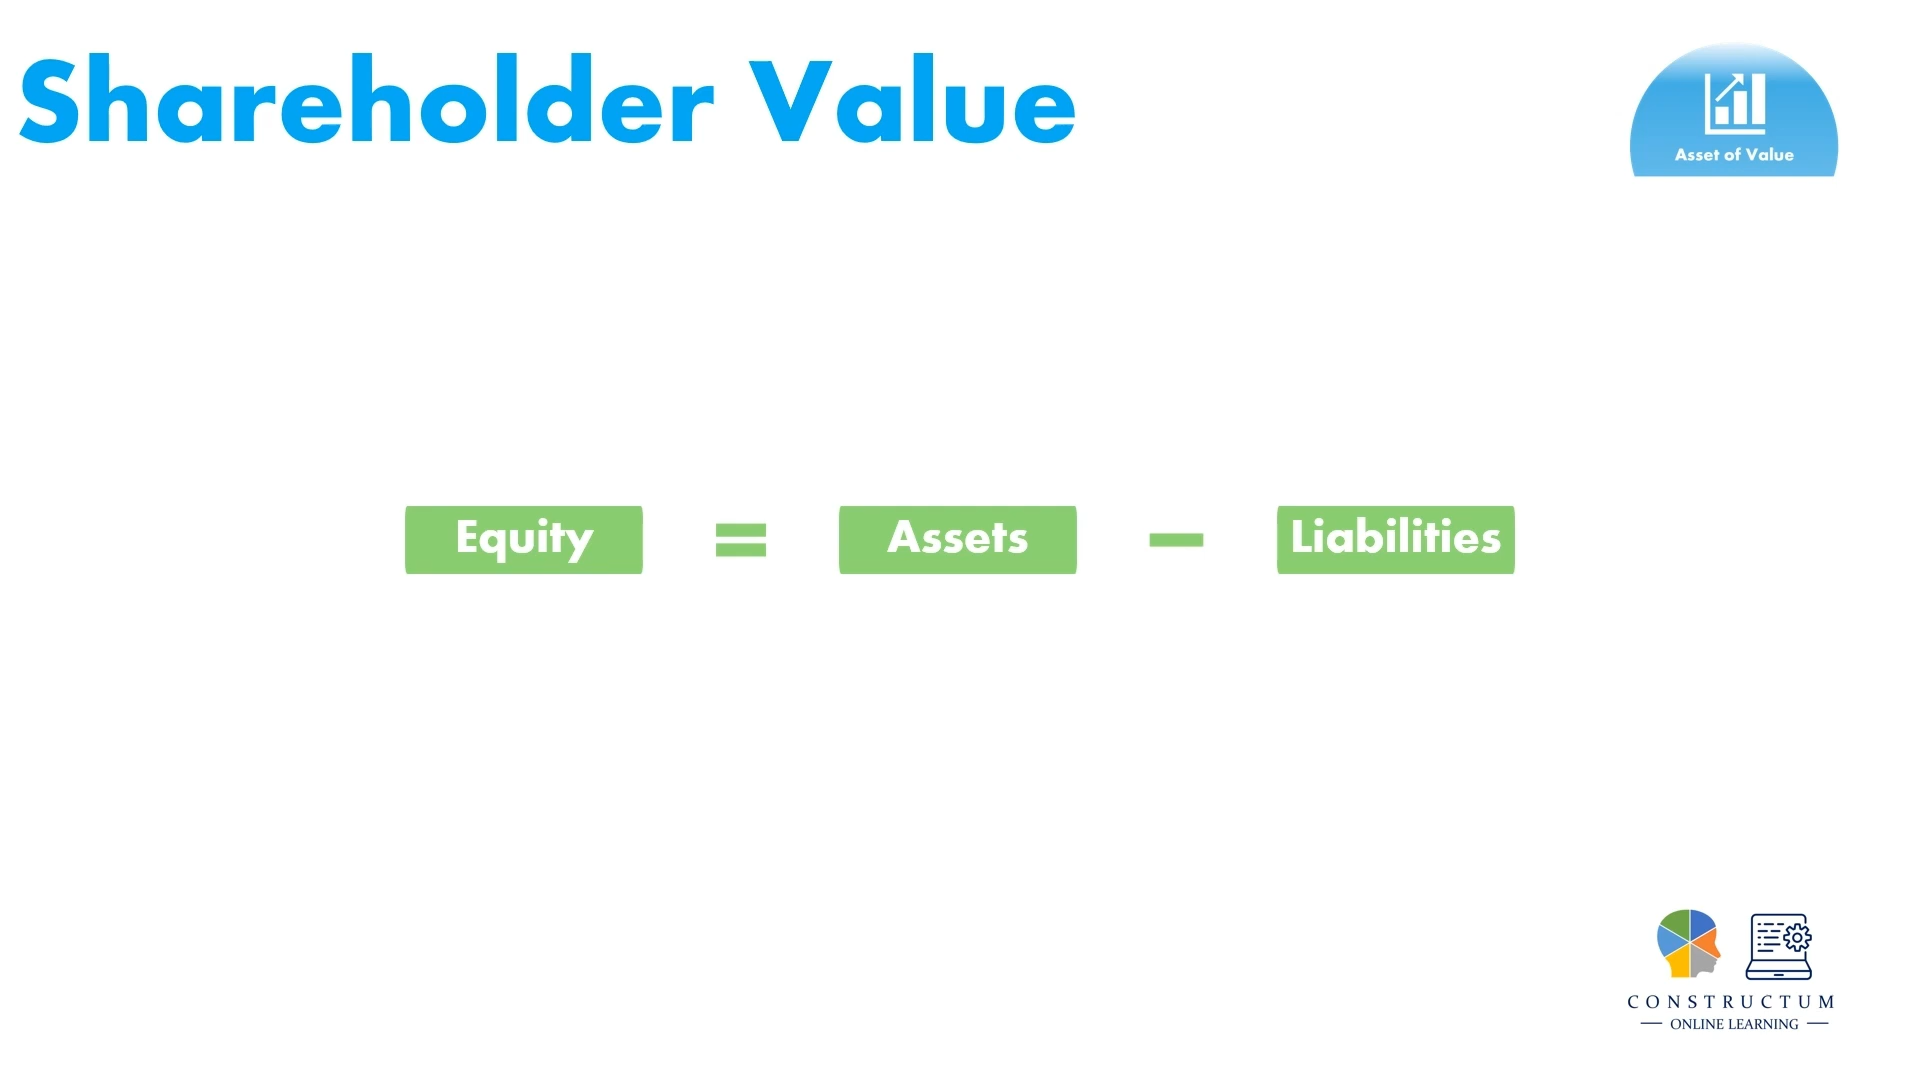 Shareholder Value
Asset of Value
Equity = Assets – Liabilities
CONSTRUCTUM
— ONLINE LEARNING —